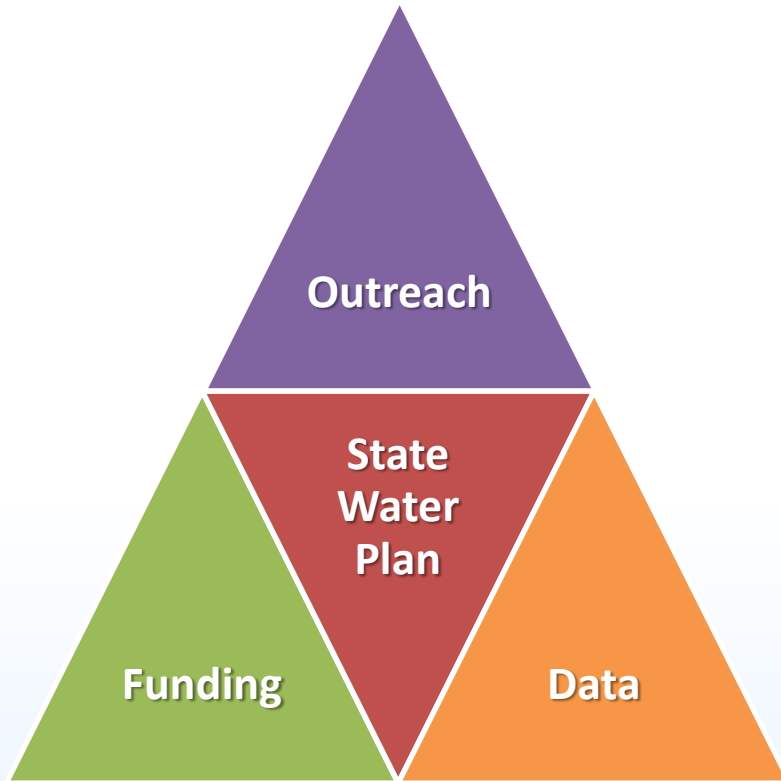 Outreach
State
Water
Plan
Funding
Data